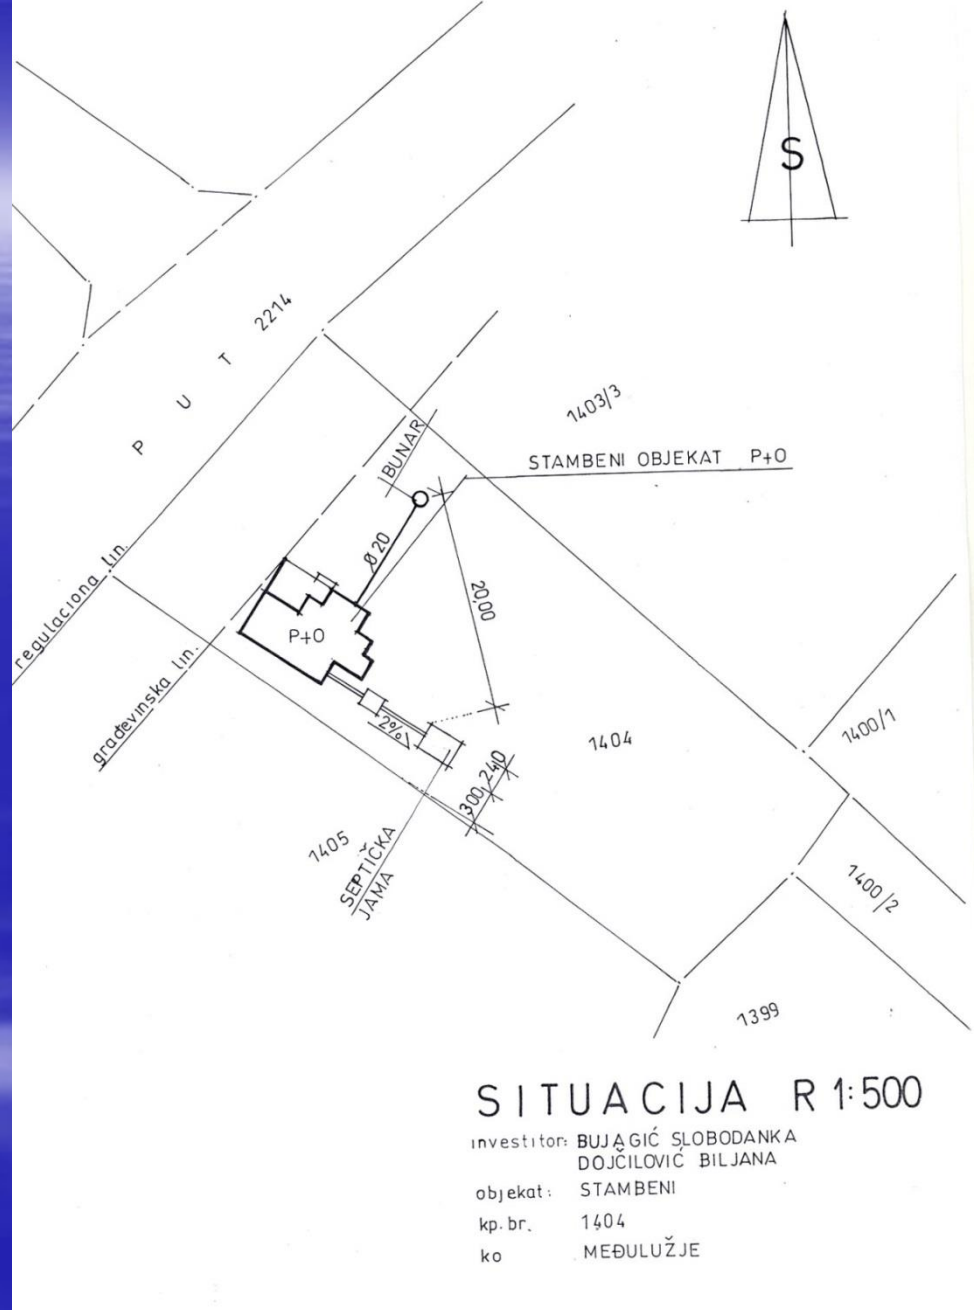 S
PUT 2214
1403/3
BUNAR
STAMBENI OBJEKAT P+O
Ø 20
20,00
regulaciona lin.
P+O
građevinska lin.
2%
1404
1400/1
240
300
1405
SEPTIČKA
JAMA
1400/2
1399
SITUACIJA R 1:500
investitor: BUJAGIĆ SLOBODANKA
DOJČILOVIĆ BILJANA
objekat: STAMBENI
kp. br. 1404
ko MEĐULUŽJE